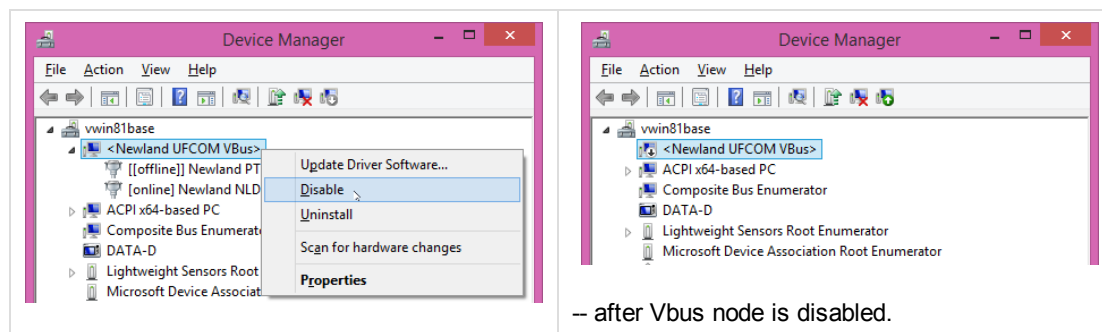 Device Manager
File Action View Help
vwin81base
<Newland UFCOM VBus>
[[offline]] Newland PT
[online] Newland NLD
ACPI x64-based PC
Composite Bus Enumerat
DATA-D
Lightweight Sensors Root
Microsoft Device Associat
Update Driver Software...
Disable
Uninstall
Scan for hardware changes
Properties
Device Manager
File Action View Help
vwin81base
<Newland UFCOM VBus>
ACPI x64-based PC
Composite Bus Enumerator
DATA-D
Lightweight Sensors Root Enumerator
Microsoft Device Association Root Enumerator
-- after Vbus node is disabled.